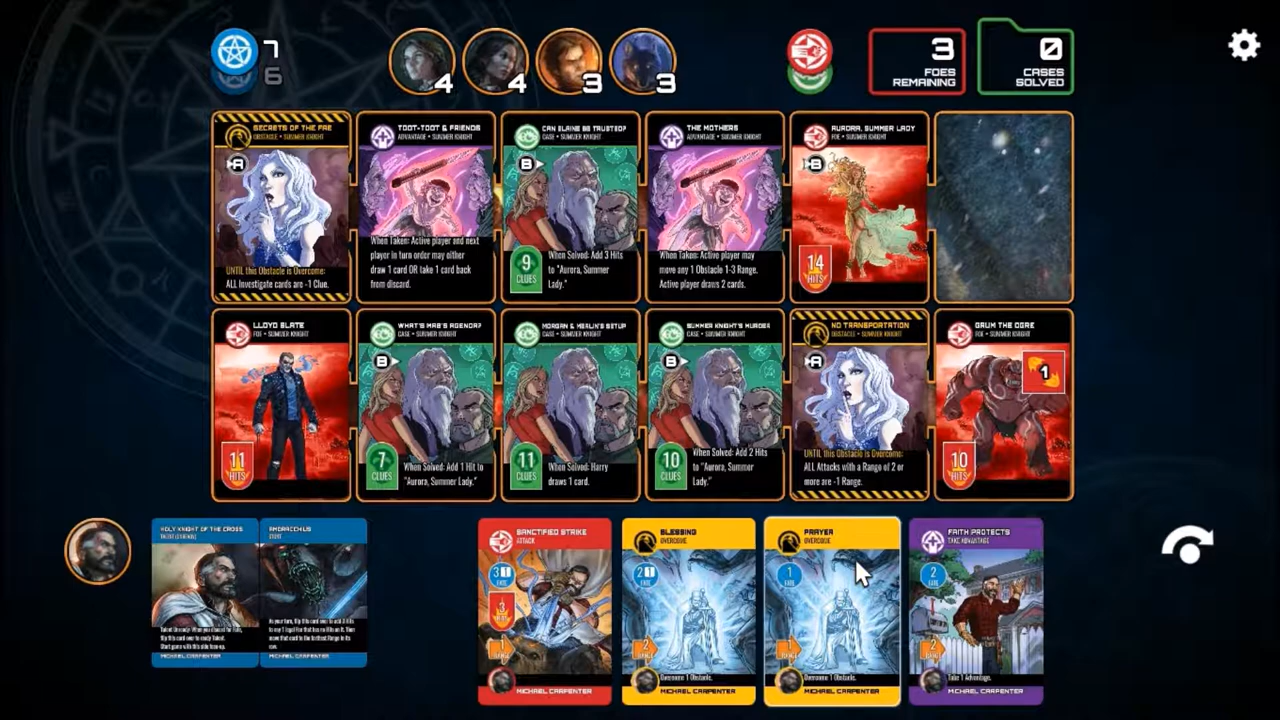 7
6
4
4
3
3
3
FOES
REMAINING
0
CASES
SOLVED
SECRETS OF THE FAE
OBSTACLE • SUMMER KNIGHT
A
UNTIL this Obstacle is Overcome:
ALL Investigate cards are -1 Clue.
TOOT-TOOT & FRIENDS
ADVANTAGE • SUMMER KNIGHT
When Taken: Active player and next
player in turn order may either
draw 1 card OR take 1 card back
from discard.
CAN ELAINE BE TRUSTED?
CASE • SUMMER KNIGHT
B
9
CLUES
When Solved: Add 3 Hits
to "Aurora, Summer
Lady."
THE MOTHERS
ADVANTAGE • SUMMER KNIGHT
When Taken: Active player may
move any 1 Obstacle 1-3 Range.
Active player draws 2 cards.
AURORA, SUMMER LADY
FOE • SUMMER KNIGHT
B
14
HITS
LLOYD SLATE
FOE • SUMMER KNIGHT
11
HITS
WHAT'S MAB'S AGENDA?
CASE • SUMMER KNIGHT
B
7
CLUES
When Solved: Add 1 Hit to
"Aurora, Summer Lady."
MORGAN & MERLIN'S SETUP
CASE • SUMMER KNIGHT
11
CLUES
When Solved: Harry
draws 1 card.
SUMMER KNIGHT'S MURDER
CASE • SUMMER KNIGHT
B
10
CLUES
When Solved: Add 2 Hits
to "Aurora, Summer
Lady."
NO TRANSPORTATION
OBSTACLE • SUMMER KNIGHT
A
UNTIL this Obstacle is Overcome:
ALL Attacks with a Range of 2 or
more are -1 Range.
GRUM THE OGRE
FOE • SUMMER KNIGHT
1
10
HITS
HOLY KNIGHT OF THE CROSS
MICHAEL CARPENTER
AMORACCHIUS
STUNT
MICHAEL CARPENTER
SANCTIFIED STRIKE
ATTACK
3
FATE
3
HITS
1
RANGE
MICHAEL CARPENTER
BLESSING
OVERCOME
2
FATE
2
RANGE
Overcome 1 Obstacle.
MICHAEL CARPENTER
PRAYER
OVERCOME
1
FATE
1
RANGE
Overcome 1 Obstacle.
MICHAEL CARPENTER
FAITH PROTECTS
TAKE ADVANTAGE
2
FATE
2
RANGE
Take 1 Advantage.
MICHAEL CARPENTER